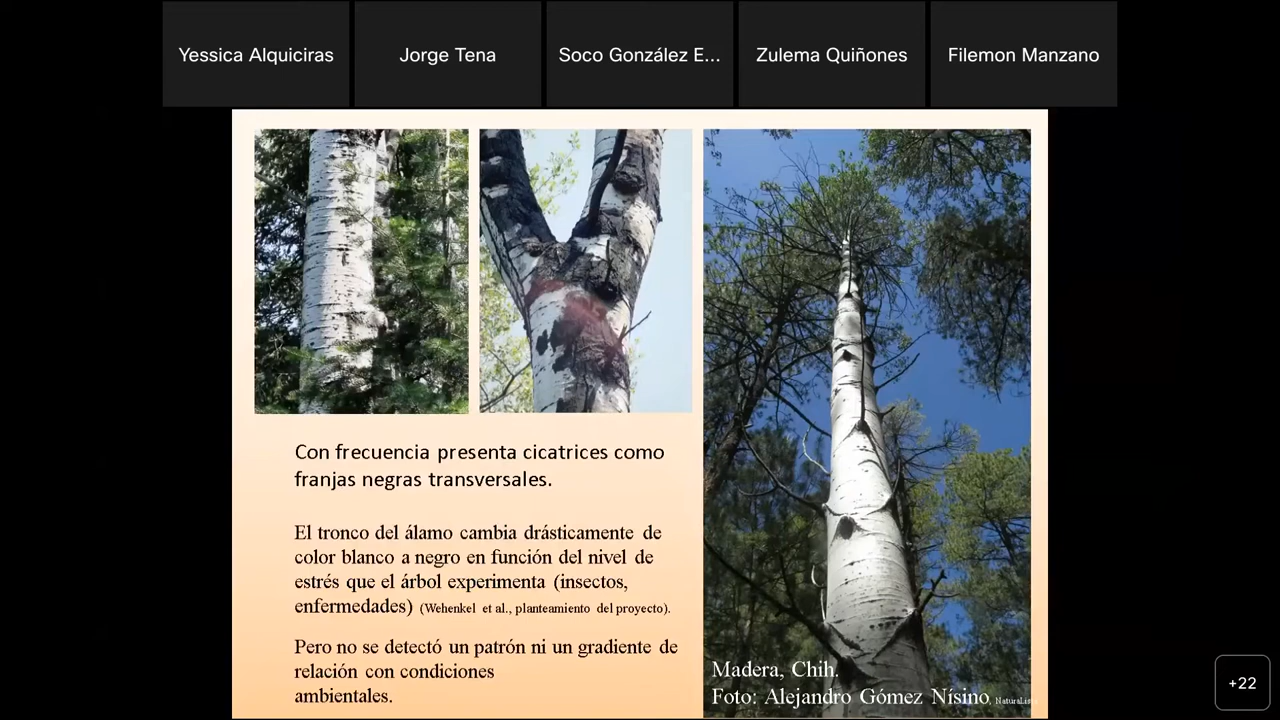 Yessica Alquiciras
Jorge Tena
Soco González E...
Zulema Quiñones
Filemon Manzano
Con frecuencia presenta cicatrices como
franjas negras transversales.
El tronco del álamo cambia drásticamente de
color blanco a negro en función del nivel de
estrés que el árbol experimenta (insectos,
enfermedades) (Wehenkel et al., planteamiento del proyecto).
Pero no se detectó un patrón ni un gradiente de
relación con condiciones
ambientales.
Madera, Chih.
Foto: Alejandro Gómez Nísino,
+22